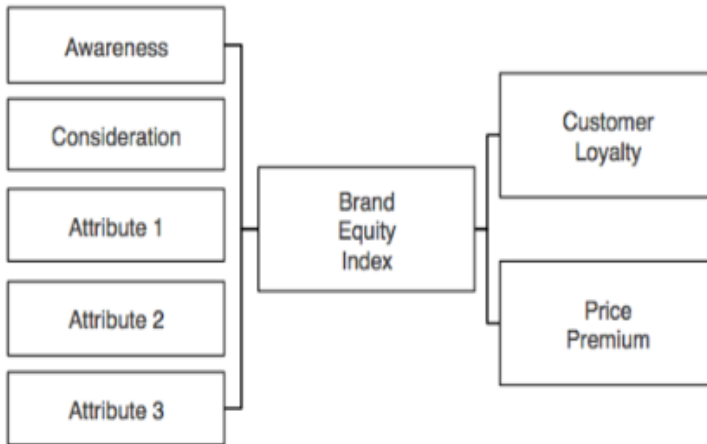 Awareness
Consideration
Attribute 1
Attribute 2
Attribute 3
Brand
Equity
Index
Customer
Loyalty
Price
Premium